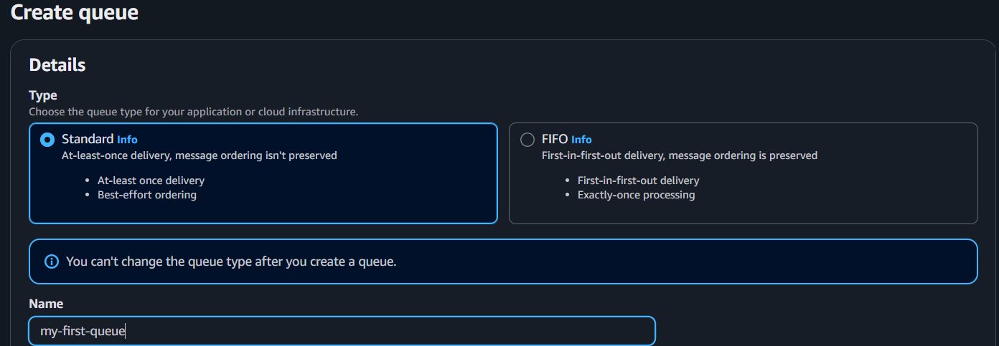 Create queue
Details
Type
Choose the queue type for your application or cloud infrastructure.
Standard Info
At-least-once delivery, message ordering isn't preserved
• At-least once delivery
• Best-effort ordering
FIFO Info
First-in-first-out delivery, message ordering is preserved
• First-in-first-out delivery
• Exactly-once processing
You can't change the queue type after you create a queue.
Name
my-first-queue